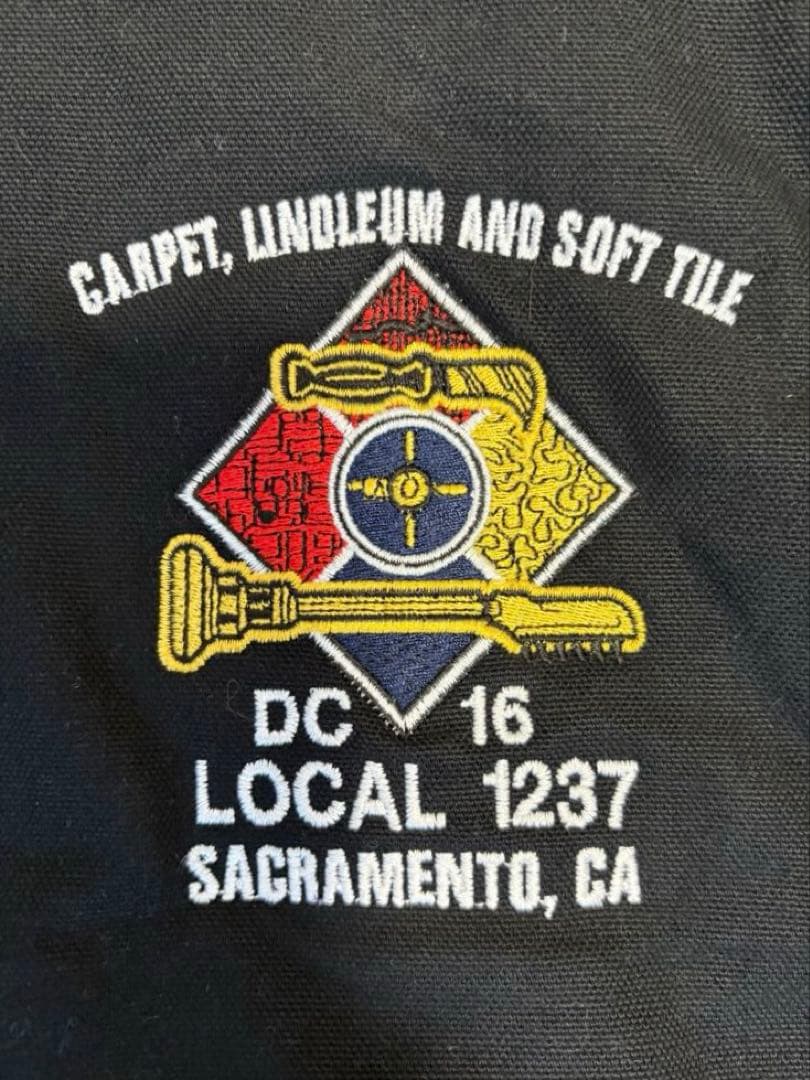 CARPET, LINOLEUM AND SOFT TILE
DC 16
LOCAL 1237
SACRAMENTO, CA